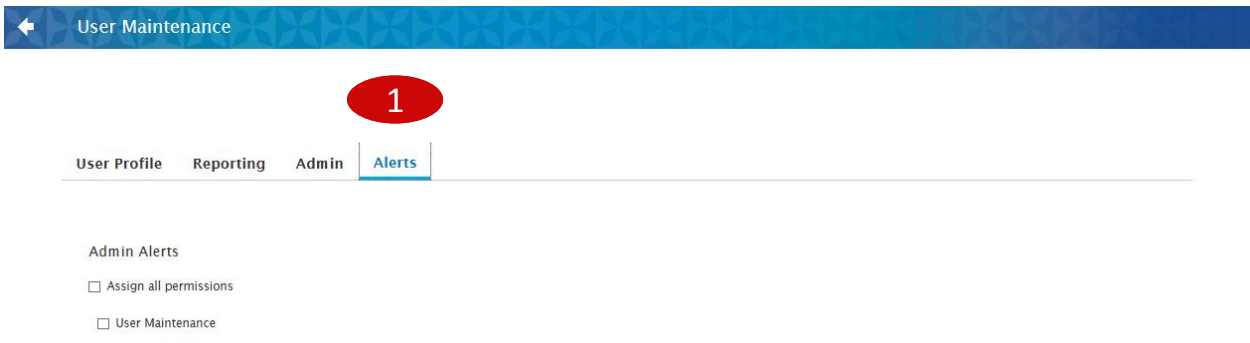 User Maintenance
1
User Profile Reporting Admin Alerts
Admin Alerts
Assign all permissions
User Maintenance